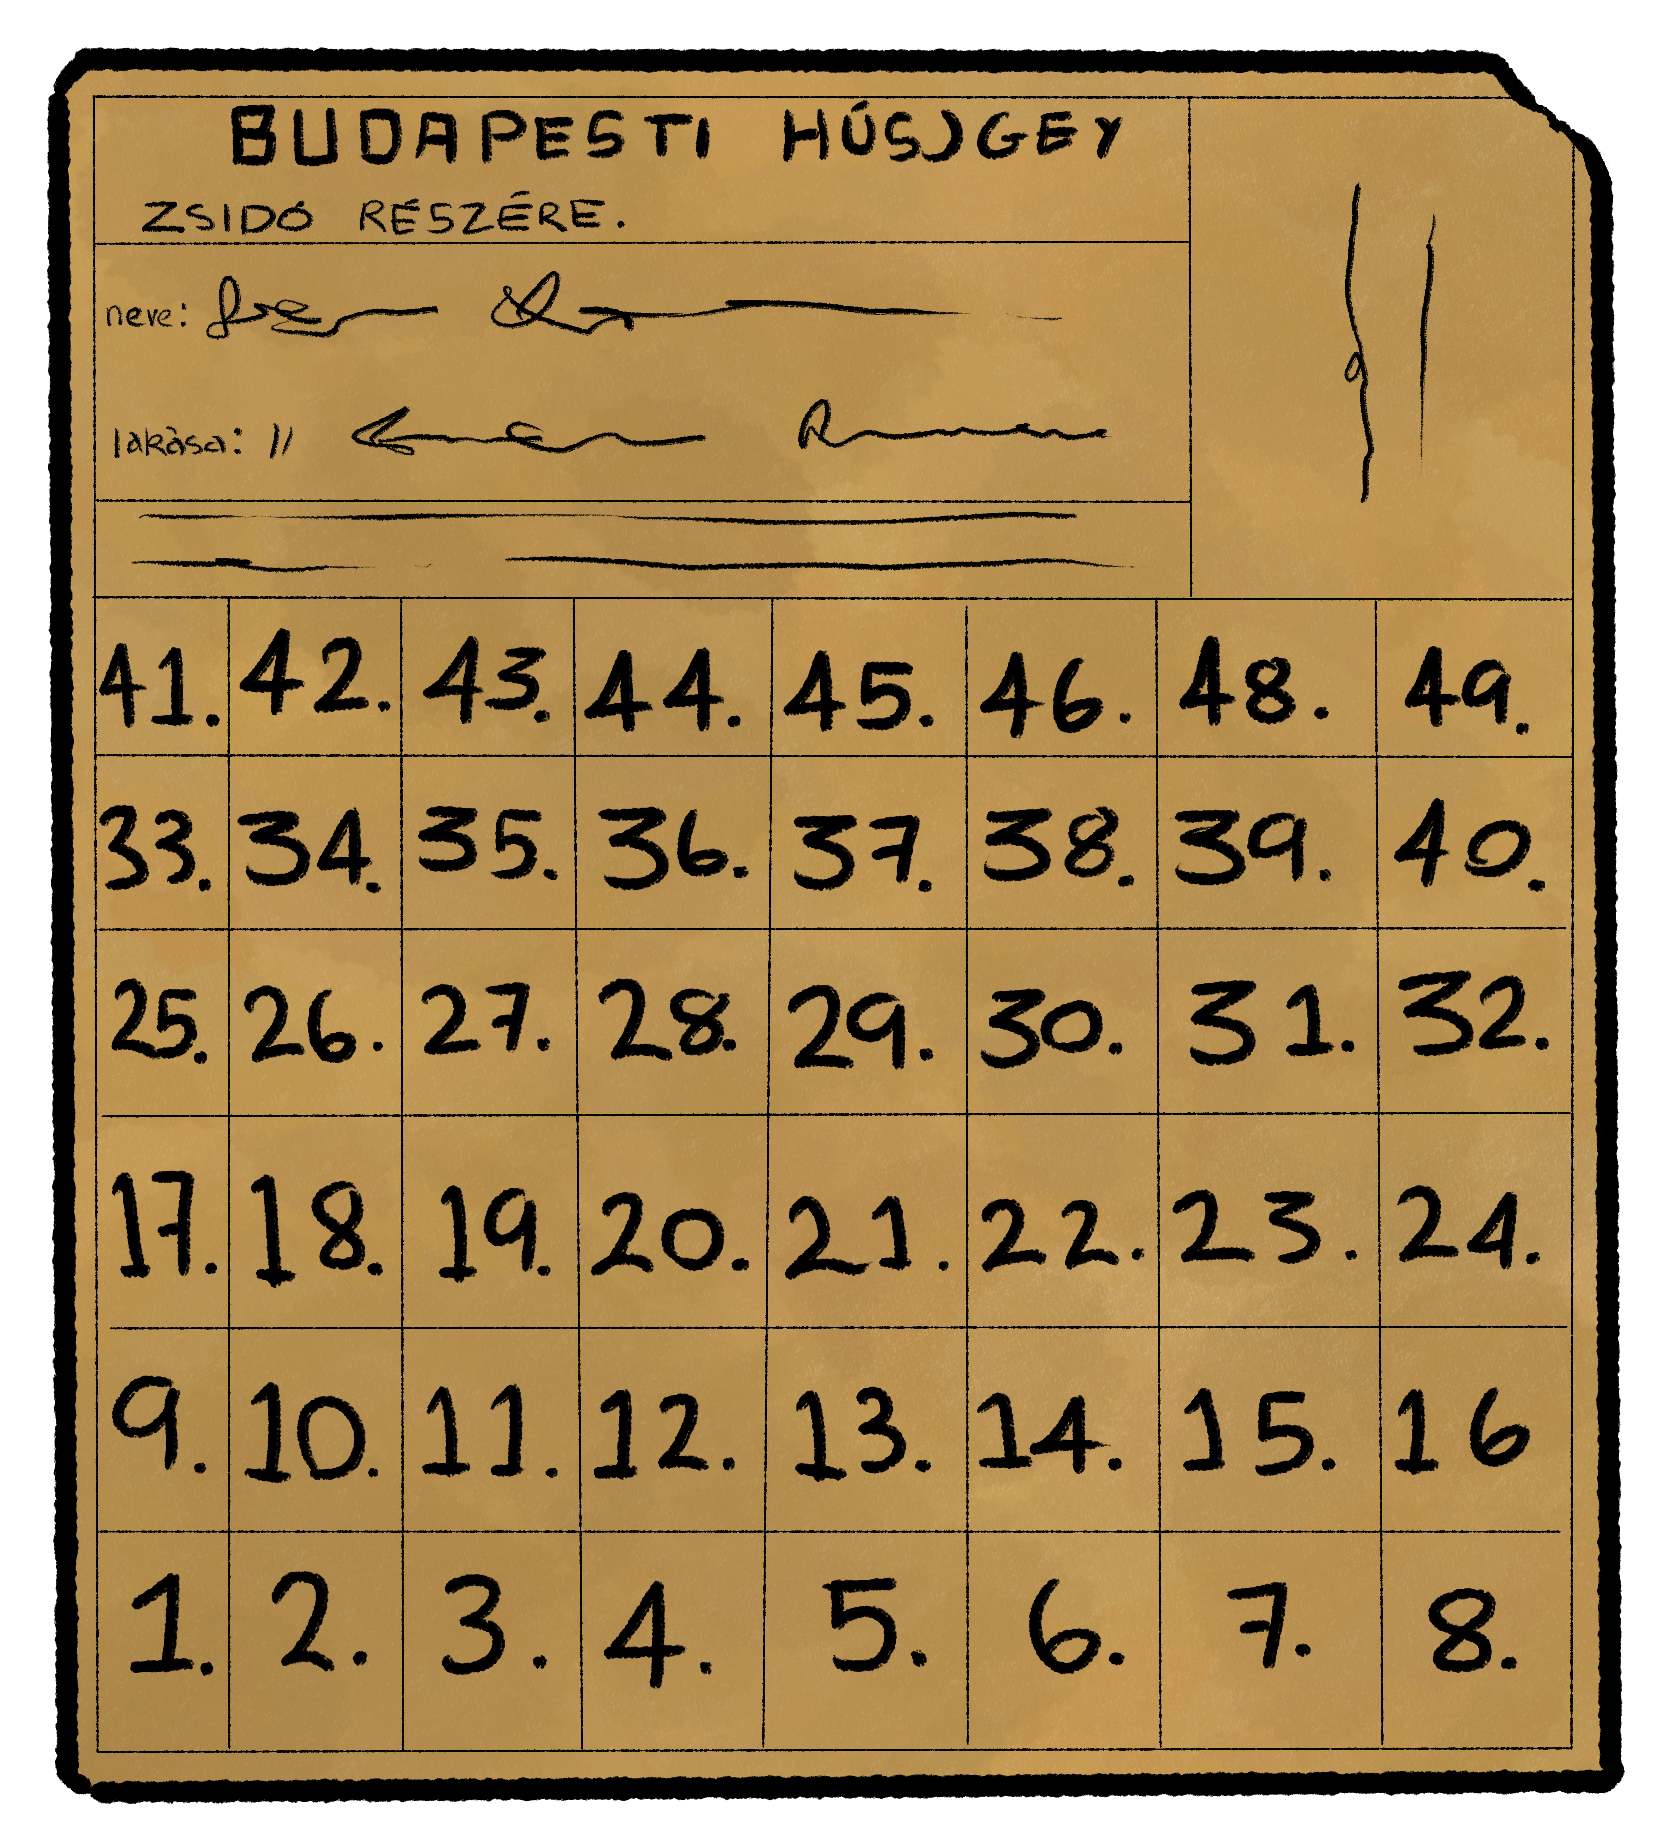 BUDAPESTI HÚSJGEY
ZSIDÓ RÉSZÉRE.
neve:
lakàsa: 11
41. 42. 43. 44. 45. 46. 48. 49.
33. 34. 35. 36. 37. 38. 39. 40.
25. 26. 27. 28. 29. 30. 31. 32.
17. 18. 19. 20. 21. 22. 23. 24.
9. 10. 11. 12. 13. 14. 15. 16
1. 2. 3. 4. 5. 6. 7. 8.